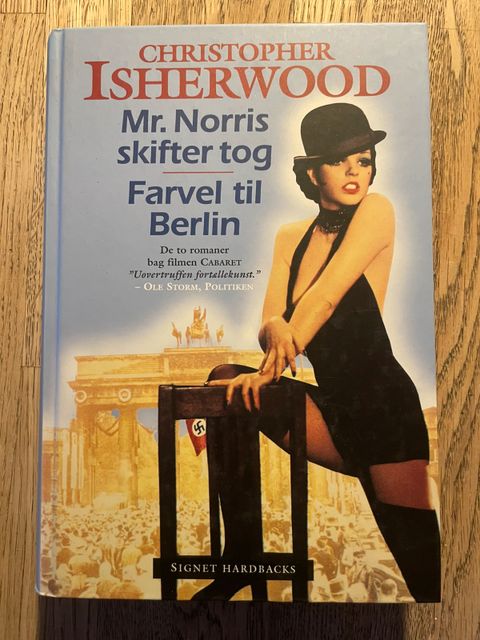 CHRISTOPHER
ISHERWOOD
Mr. Norris
skifter tog
Farvel til
Berlin
De to romaner
bag filmen CABARET
"Uovertruffen fortællekunst."
– OLE STORM, POLITIKEN
SIGNET HARDBACKS